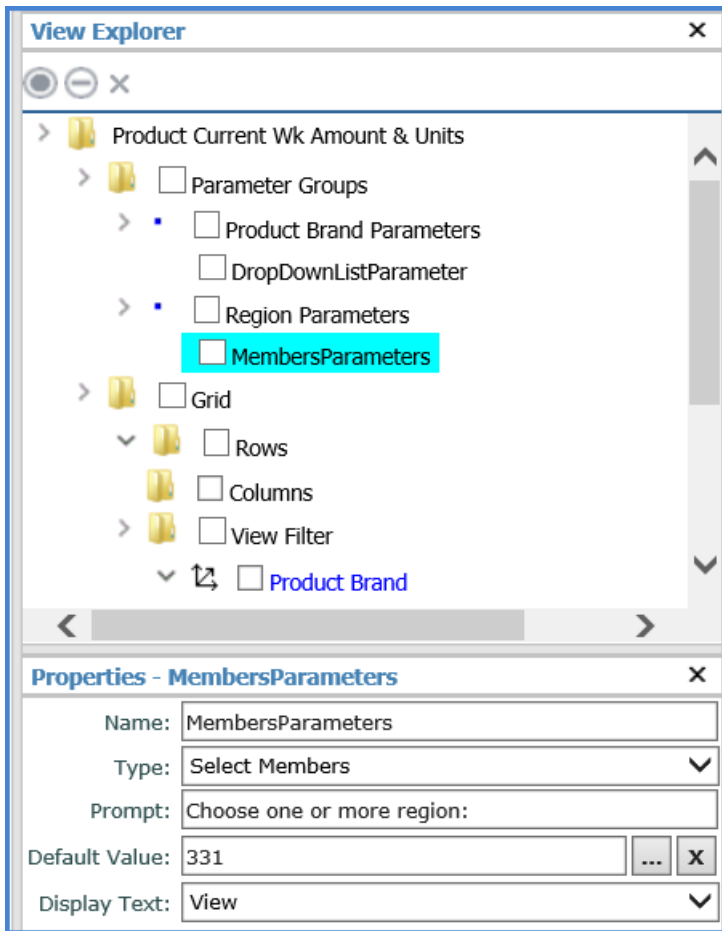 View Explorer
Product Current Wk Amount & Units
Parameter Groups
Product Brand Parameters
DropDownListParameter
Region Parameters
MembersParameters
Grid
Rows
Columns
View Filter
Product Brand
Properties - MembersParameters
Name: MembersParameters
Type: Select Members
Prompt: Choose one or more region:
Default Value: 331 ... x
Display Text: View